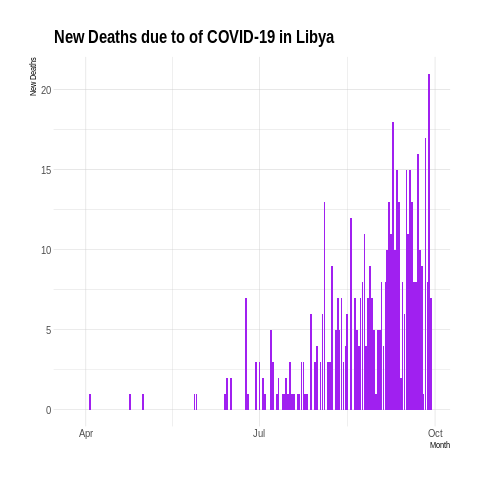 New Deaths due to of COVID-19 in Libya
New Deaths
20
15
10
5
0
Apr
Jul
Oct
Month